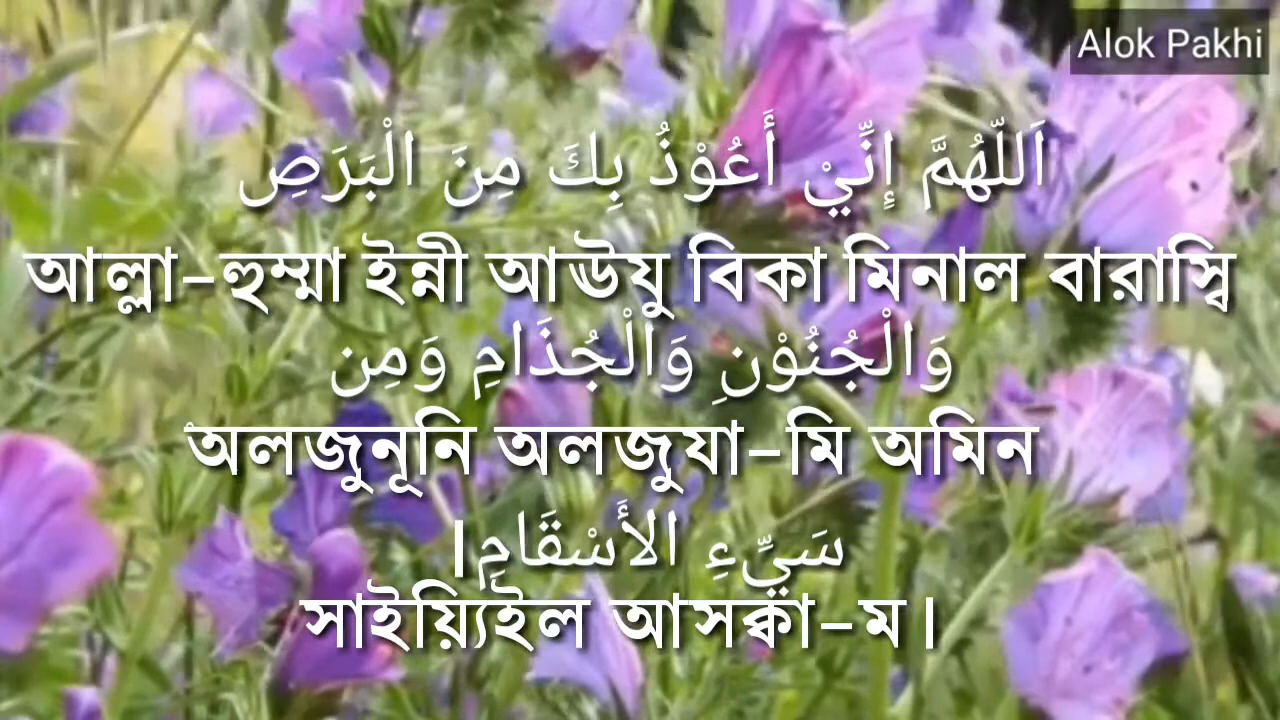 Alok Pakhi
اَللّٰهُمَّ إِنِّيْ أَعُوْذُ بِكَ مِنَ الْبَرَصِ
আল্লা-হুম্মা ইন্নী আঊযু বিকা মিনাল বারাস্বি
وَالْجُنُوْنِ وَالْجُذَامِ وَمِن
অলজুনূনি অলজুযা-মি অমিন
سَيِّءِ الأَسْقَامِ।
সাইয়্যিইল আসক্বা-ম।